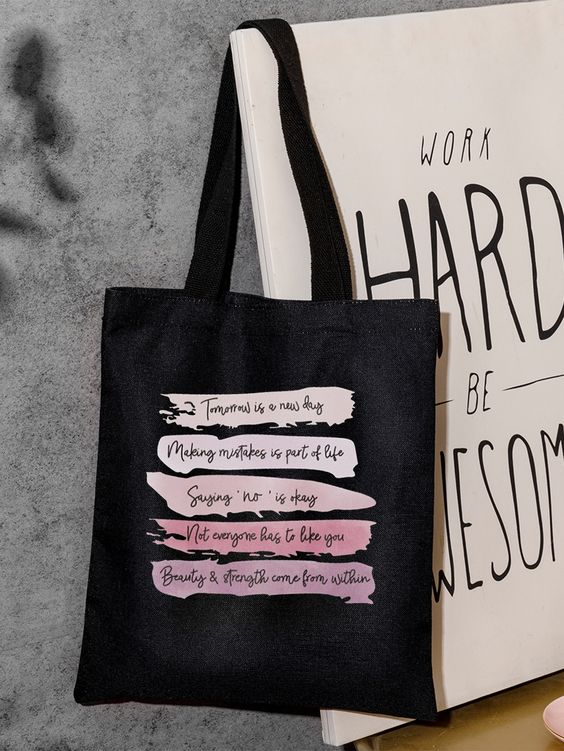 WORK
HARD
BE
AWESOM
Tomorrow is a new day
Making mistakes is part of life
Saying 'no' is okay
Not everyone has to like you
Beauty & strength come from within